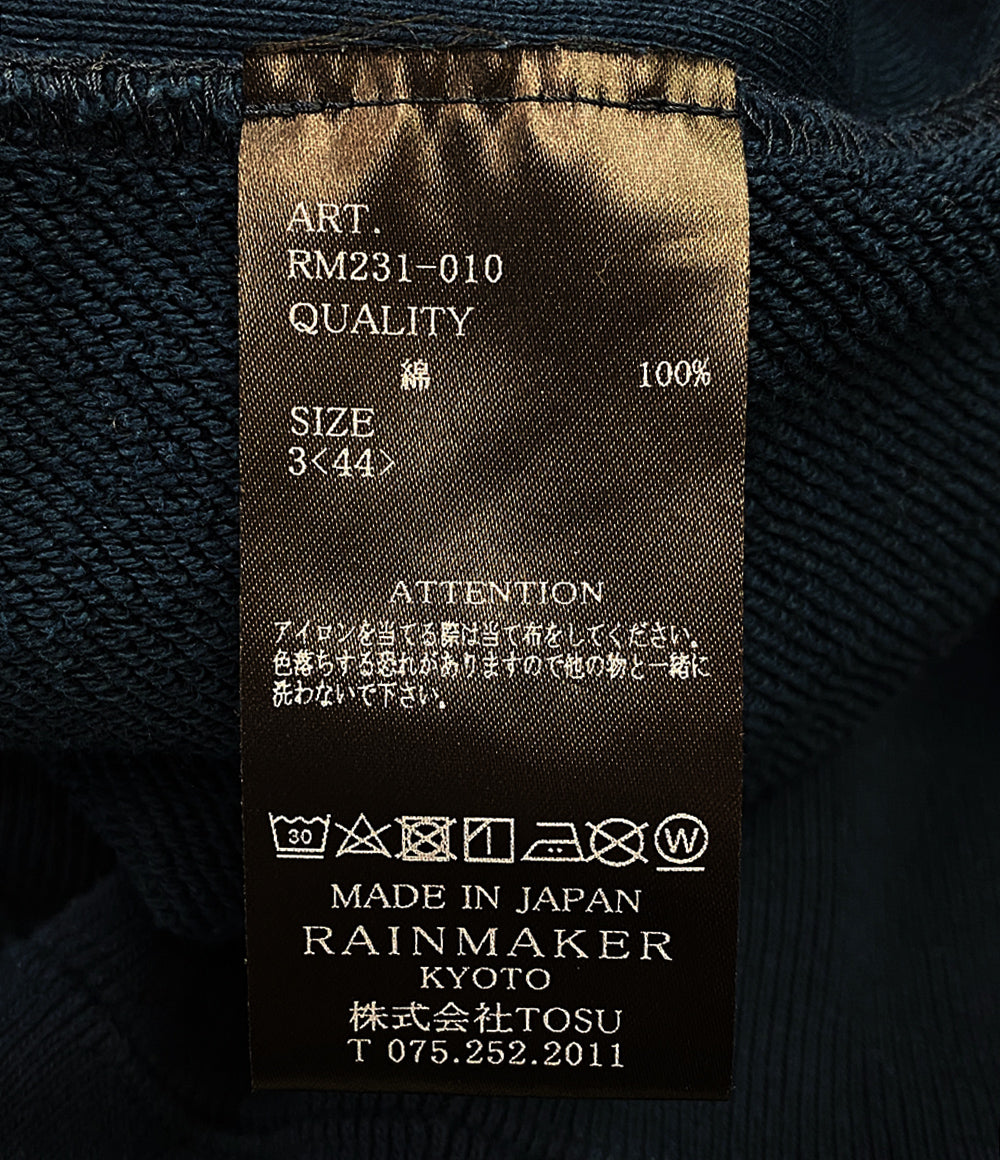 ART.
RM231-010
QUALITY
綿 100%
SIZE
3<44>
ATTENTION
アイロンを当てる際は当て布をしてください。
色落ちする恐れがありますので他の物と一緒に
洗わないで下さい。
30 W
MADE IN JAPAN
RAINMAKER
KYOTO
株式会社TOSU
T 075.252.2011